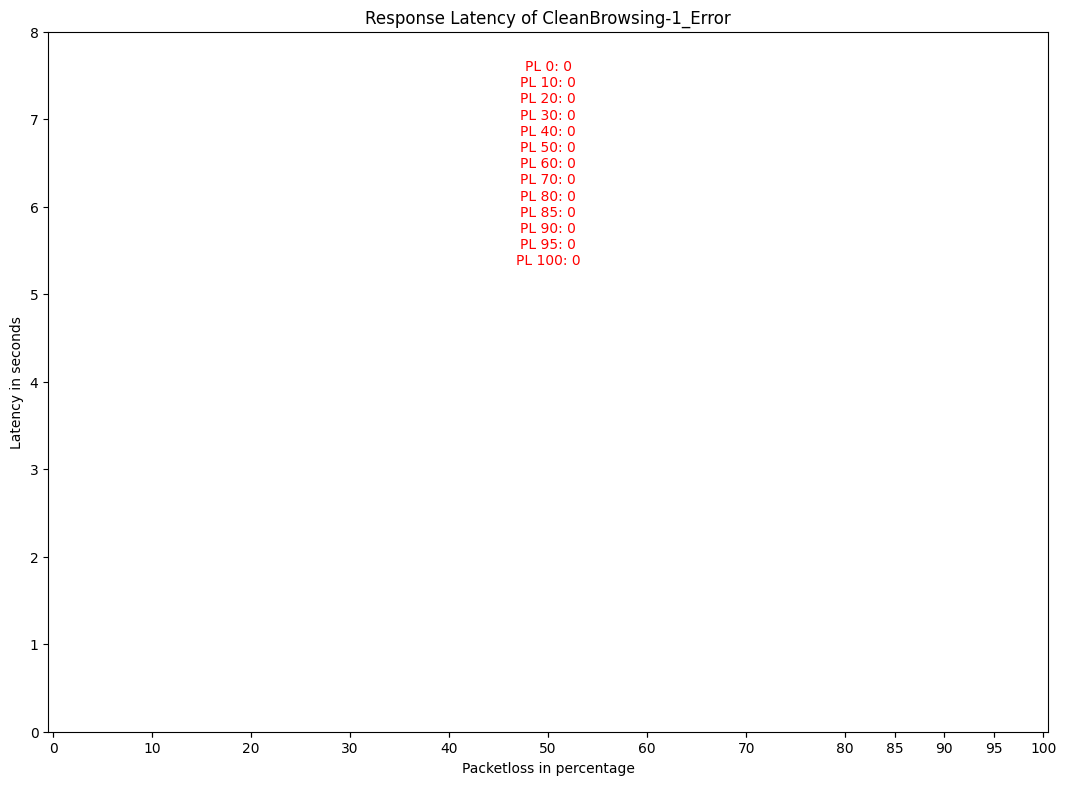 Response Latency of CleanBrowsing-1_Error
8
7
6
5
4
3
2
1
0
Latency in seconds
PL 0: 0
PL 10: 0
PL 20: 0
PL 30: 0
PL 40: 0
PL 50: 0
PL 60: 0
PL 70: 0
PL 80: 0
PL 85: 0
PL 90: 0
PL 95: 0
PL 100: 0
0 10 20 30 40 50 60 70 80 85 90 95 100
Packetloss in percentage